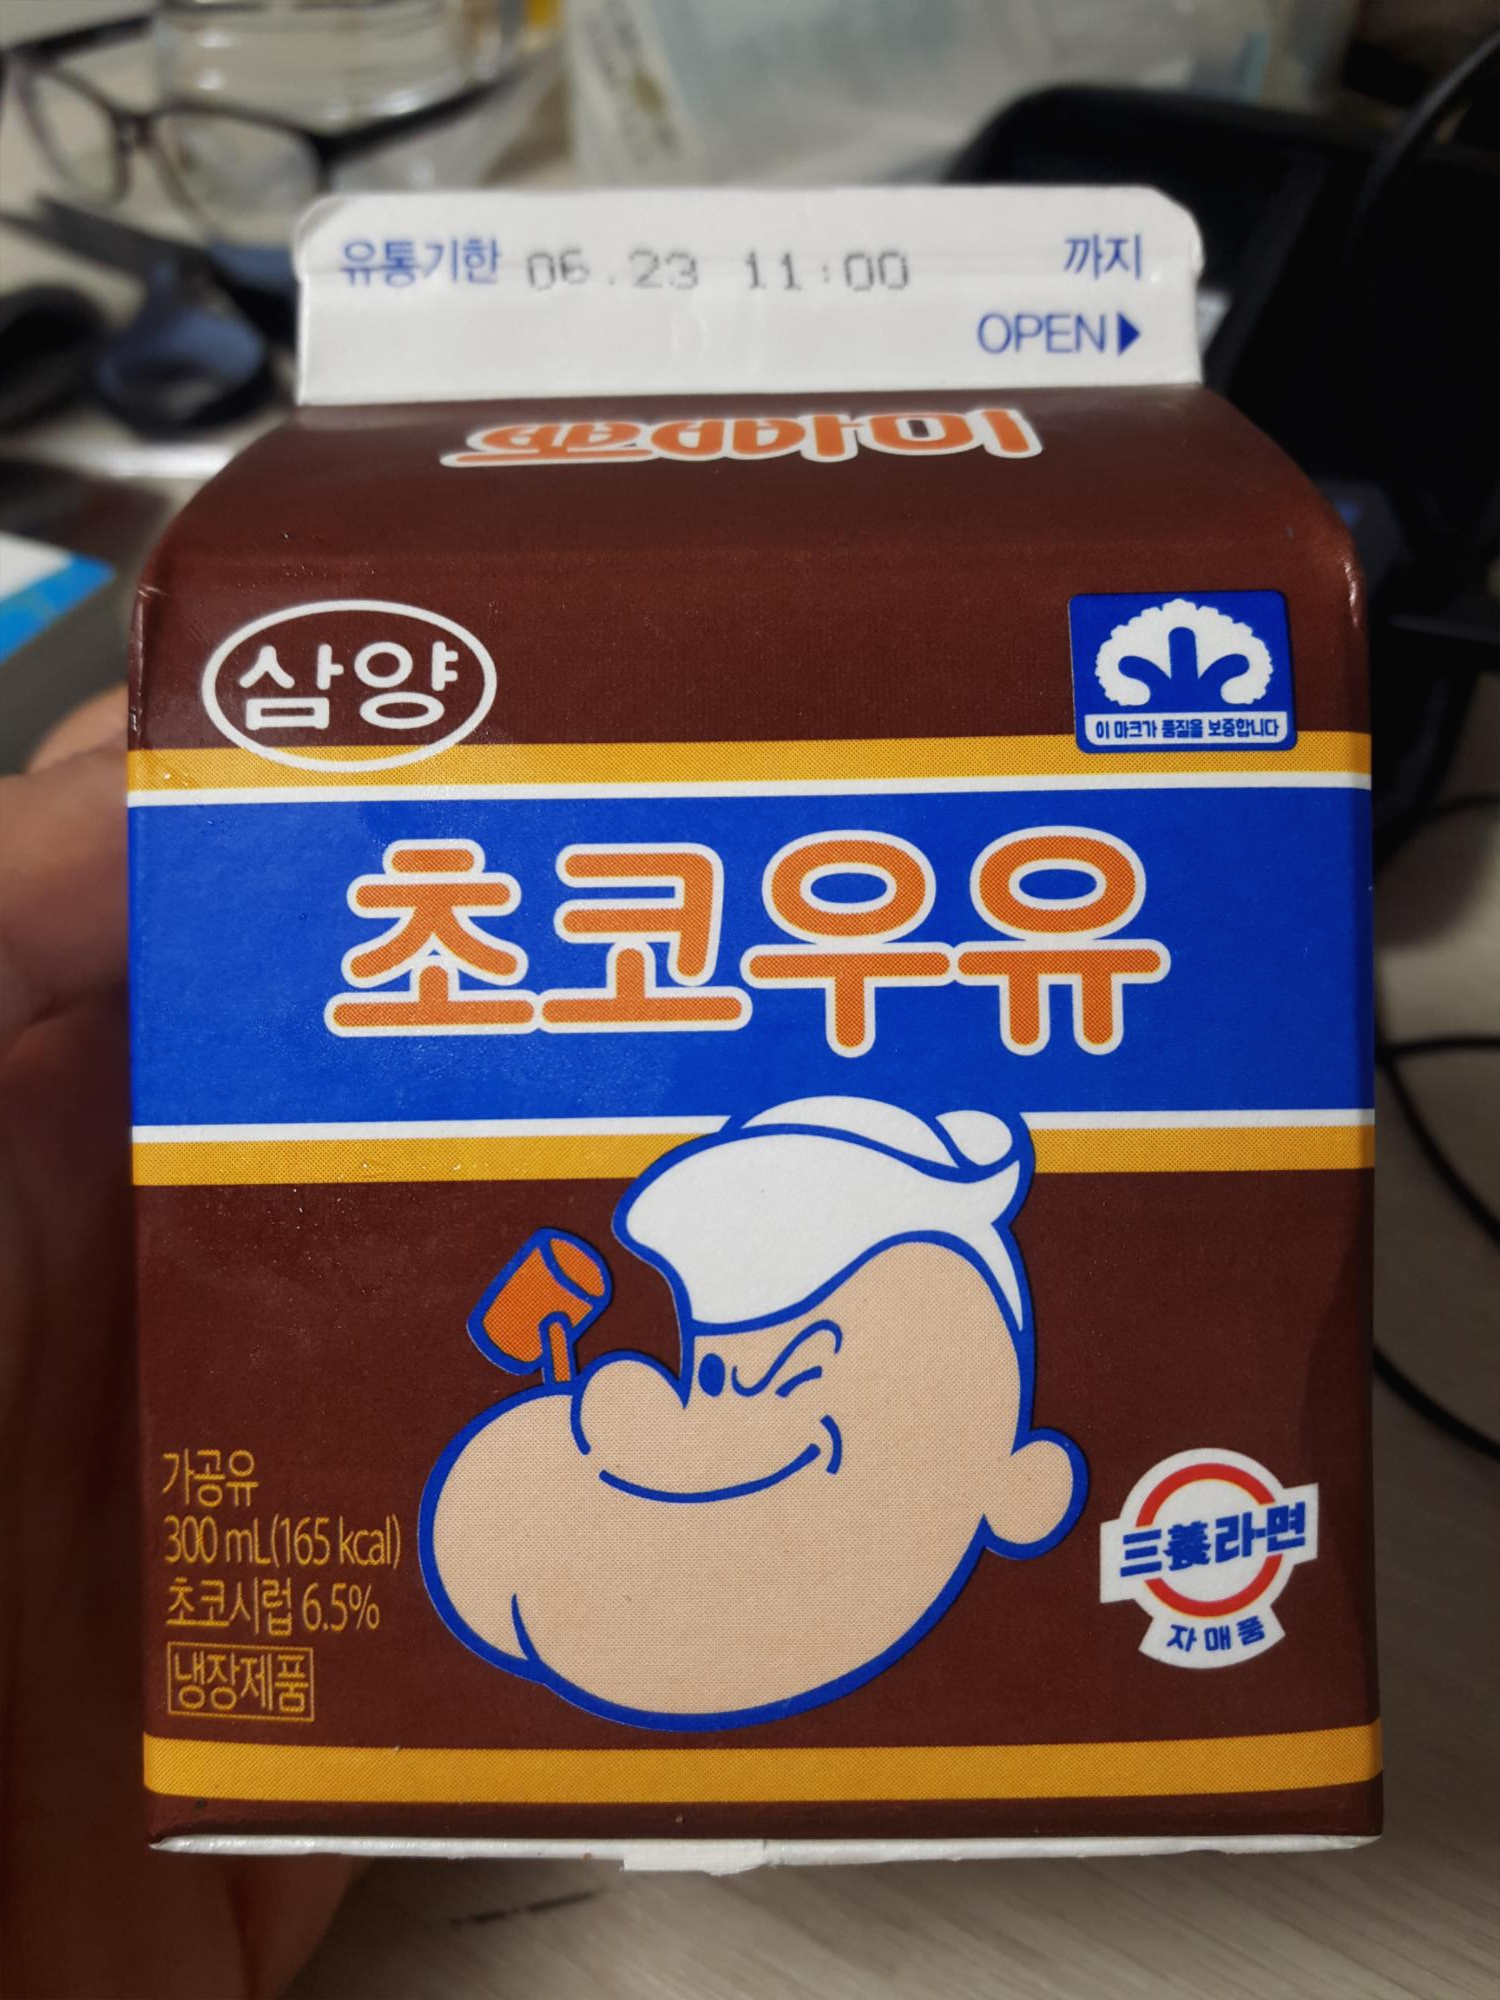 유통기한 06.23 11:00 까지
OPEN
뽀빠이
삼양
이 마크가 품질을 보증합니다
초코우유
가공유
300 mL(165 kcal)
초코시럽 6.5%
냉장제품
三養라면
자매품